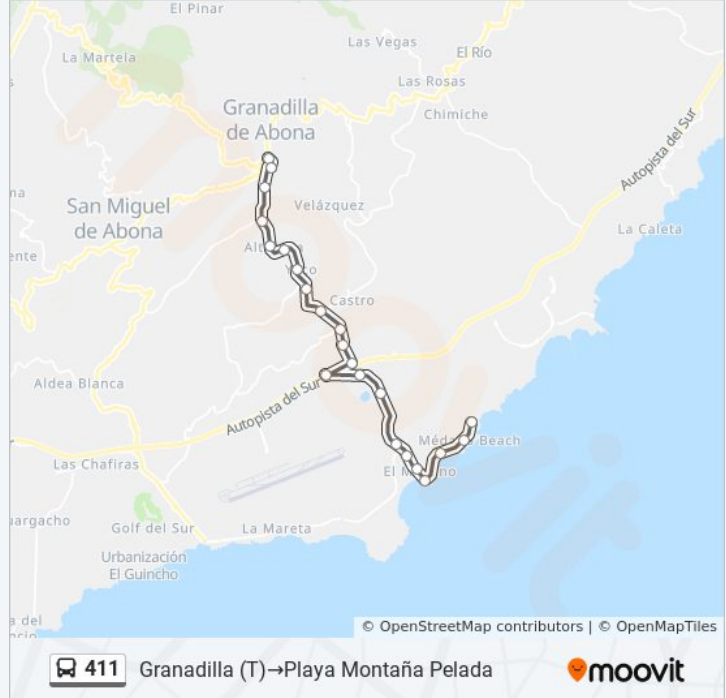 El Pinar
Las Vegas
La Martela
El Río
Las Rosas
Granadilla
de Abona
Chimiche
Autopista del Sur
San Miguel
de Abona
Velázquez
La Caleta
ente
Castro
Aldea Blanca
Autopista del Sur
Beach
Las Chafiras
El
Golf del Sur
La Mareta
Urbanización
El Guincho
a del
© OpenStreetMap contributors | © OpenMapTiles
411 Granadilla (T)→Playa Montaña Pelada
moovit